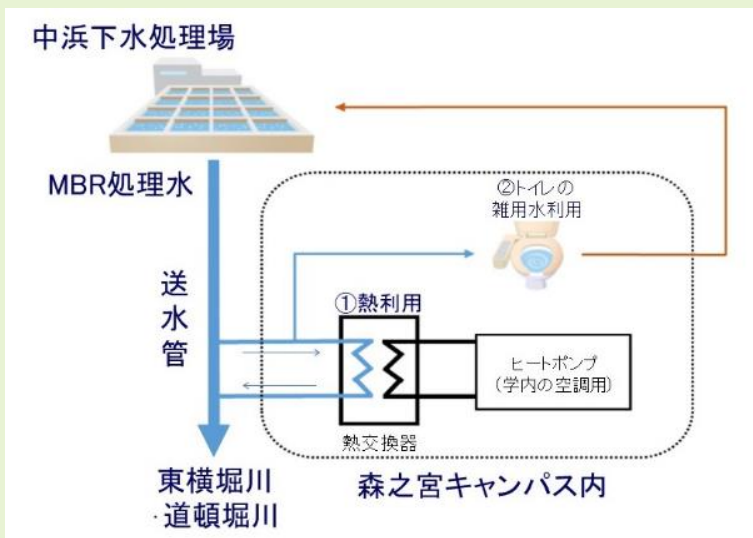 中浜下水処理場
MBR処理水
②トイレの
雑用水利用
送
水
管
①熱利用
ヒートポンプ
(学内の空調用)
熱交換器
東横堀川
・道頓堀川
森之宮キャンパス内